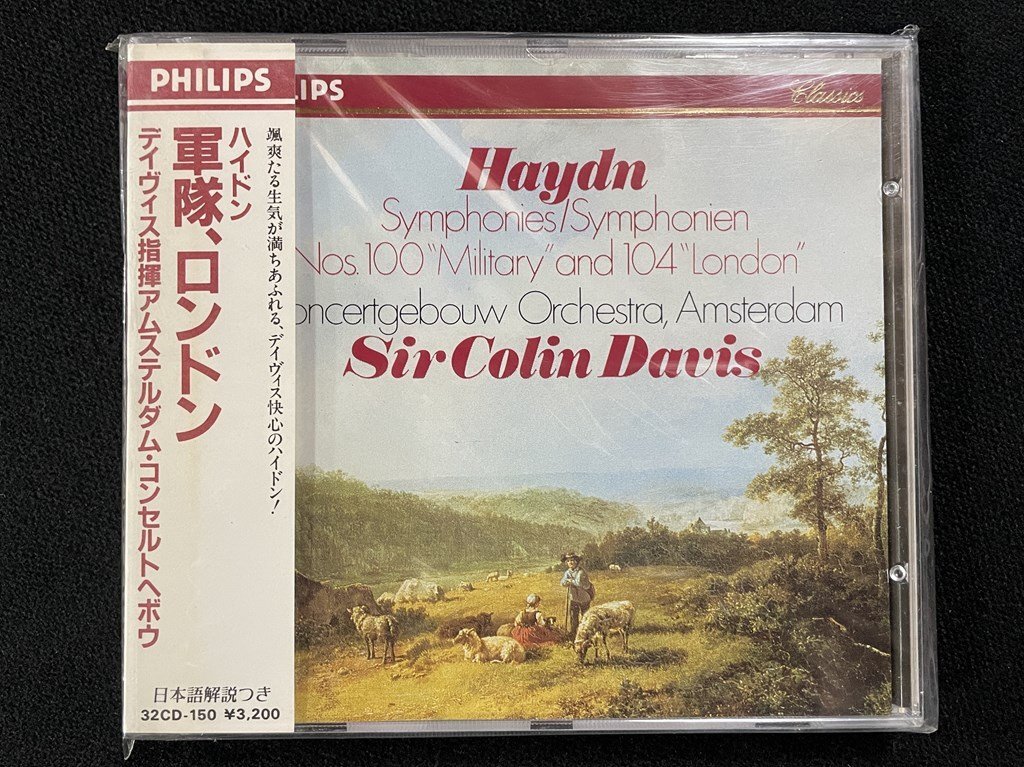 PHILIPS
颯爽たる生気が満ちあふれる、デイヴィス快心のハイドン!
ハイドン
軍隊、ロンドン
デイヴィス指揮アムステルダム・コンセルトヘボウ
日本語解説つき
32CD-150 ¥3,200
IPS
Classics
Haydn
Symphonies/Symphonien
Nos. 100 "Military" and 104 "London"
oncertgebouw Orchestra, Amsterdam
Sir Colin Davis